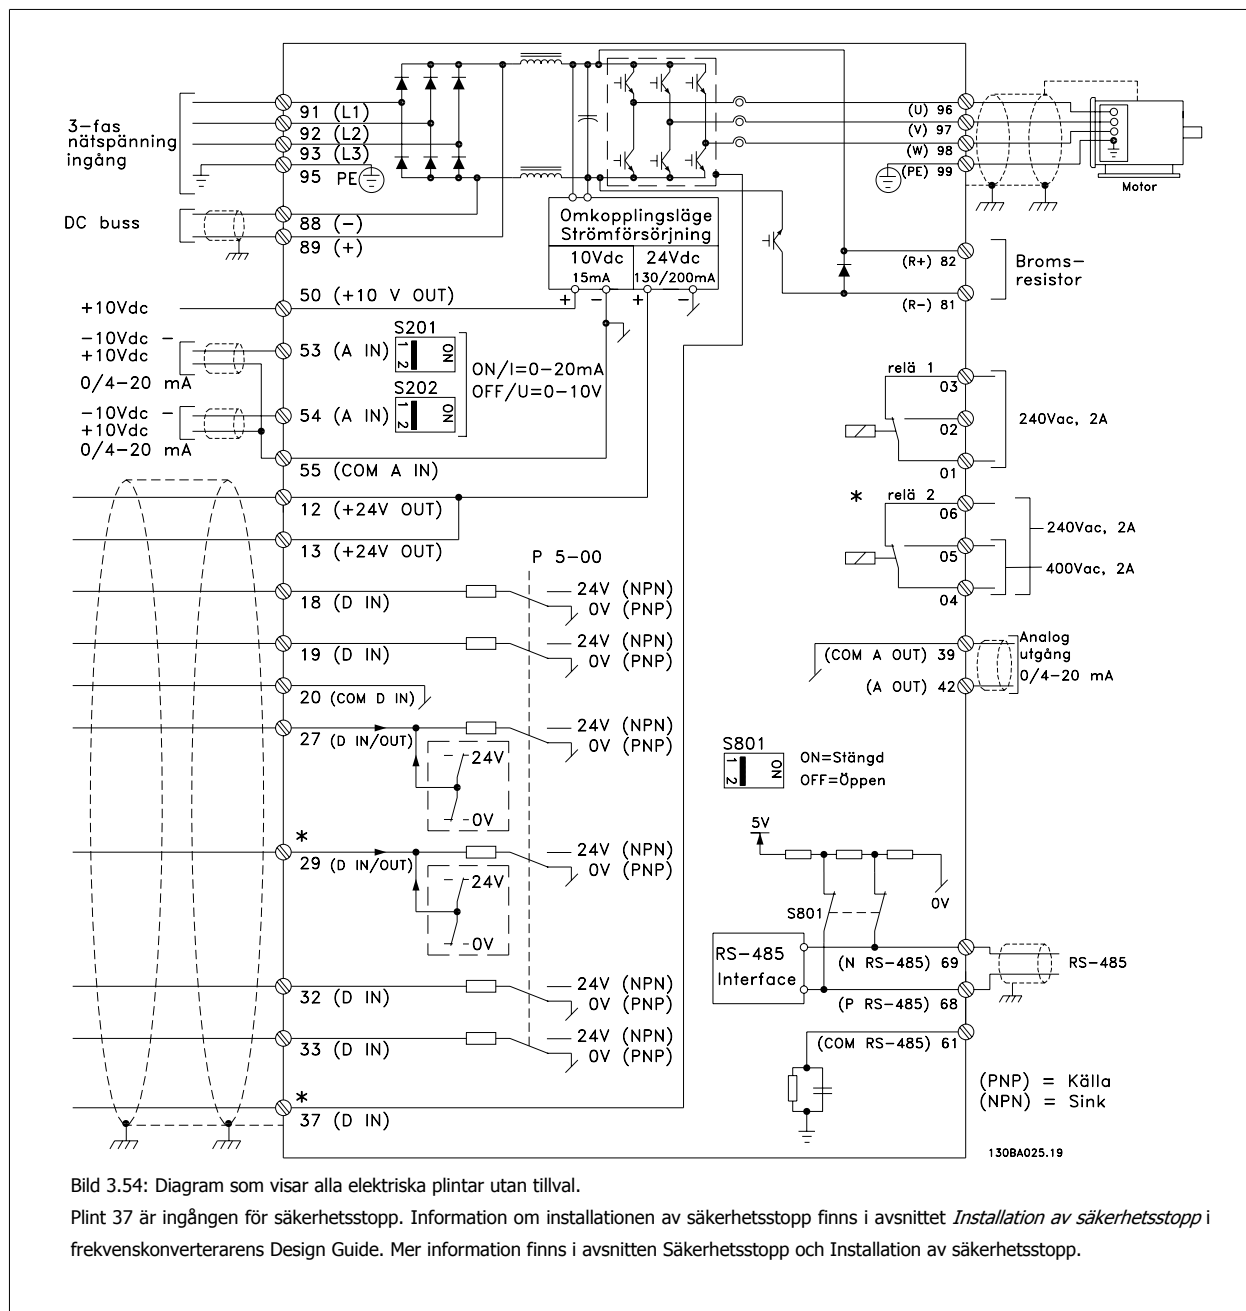 3-fas
nätspänning
ingång
91 (L1)
92 (L2)
93 (L3)
95 PE
DC buss
88 (-)
89 (+)
+10Vdc
50 (+10 V OUT)
-10Vdc -
+10Vdc
0/4-20 mA
53 (A IN)
S201
1 2
ON
ON/I=0-20mA
OFF/U=0-10V
-10Vdc -
+10Vdc
0/4-20 mA
54 (A IN)
S202
1 2
ON
55 (COM A IN)
12 (+24V OUT)
13 (+24V OUT)
P 5-00
18 (D IN)
24V (NPN)
0V (PNP)
19 (D IN)
24V (NPN)
0V (PNP)
20 (COM D IN)
27 (D IN/OUT)
24V (NPN)
0V (PNP)
24V
0V
*
29 (D IN/OUT)
24V (NPN)
0V (PNP)
24V
0V
32 (D IN)
24V (NPN)
0V (PNP)
33 (D IN)
24V (NPN)
0V (PNP)
*
37 (D IN)
Omkopplingsläge
Strömförsörjning
10Vdc
15mA
24Vdc
130/200mA
+ - + -
(U) 96
(V) 97
(W) 98
(PE) 99
Motor
(R+) 82
(R-) 81
Broms-
resistor
relä 1
03
02
01
240Vac, 2A
*
relä 2
06
05
04
240Vac, 2A
400Vac, 2A
(COM A OUT) 39
(A OUT) 42
Analog
utgång
0/4-20 mA
S801
1 2
ON
ON=Stängd
OFF=Öppen
5V
0V
S801
RS-485
Interface
(N RS-485) 69
(P RS-485) 68
(COM RS-485) 61
RS-485
(PNP) = Källa
(NPN) = Sink
130BA025.19
Bild 3.54: Diagram som visar alla elektriska plintar utan tillval.
Plint 37 är ingången för säkerhetsstopp. Information om installationen av säkerhetsstopp finns i avsnittet Installation av säkerhetsstopp i
frekvenskonverterarens Design Guide. Mer information finns i avsnitten Säkerhetsstopp och Installation av säkerhetsstopp.